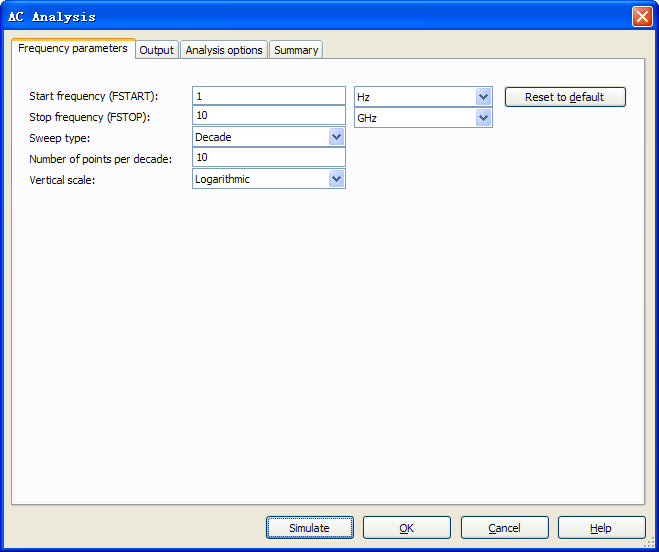 AC Analysis
Frequency parameters Output Analysis options Summary
Start frequency (FSTART): 1 Hz Reset to default
Stop frequency (FSTOP): 10 GHz
Sweep type: Decade
Number of points per decade: 10
Vertical scale: Logarithmic
Simulate OK Cancel Help